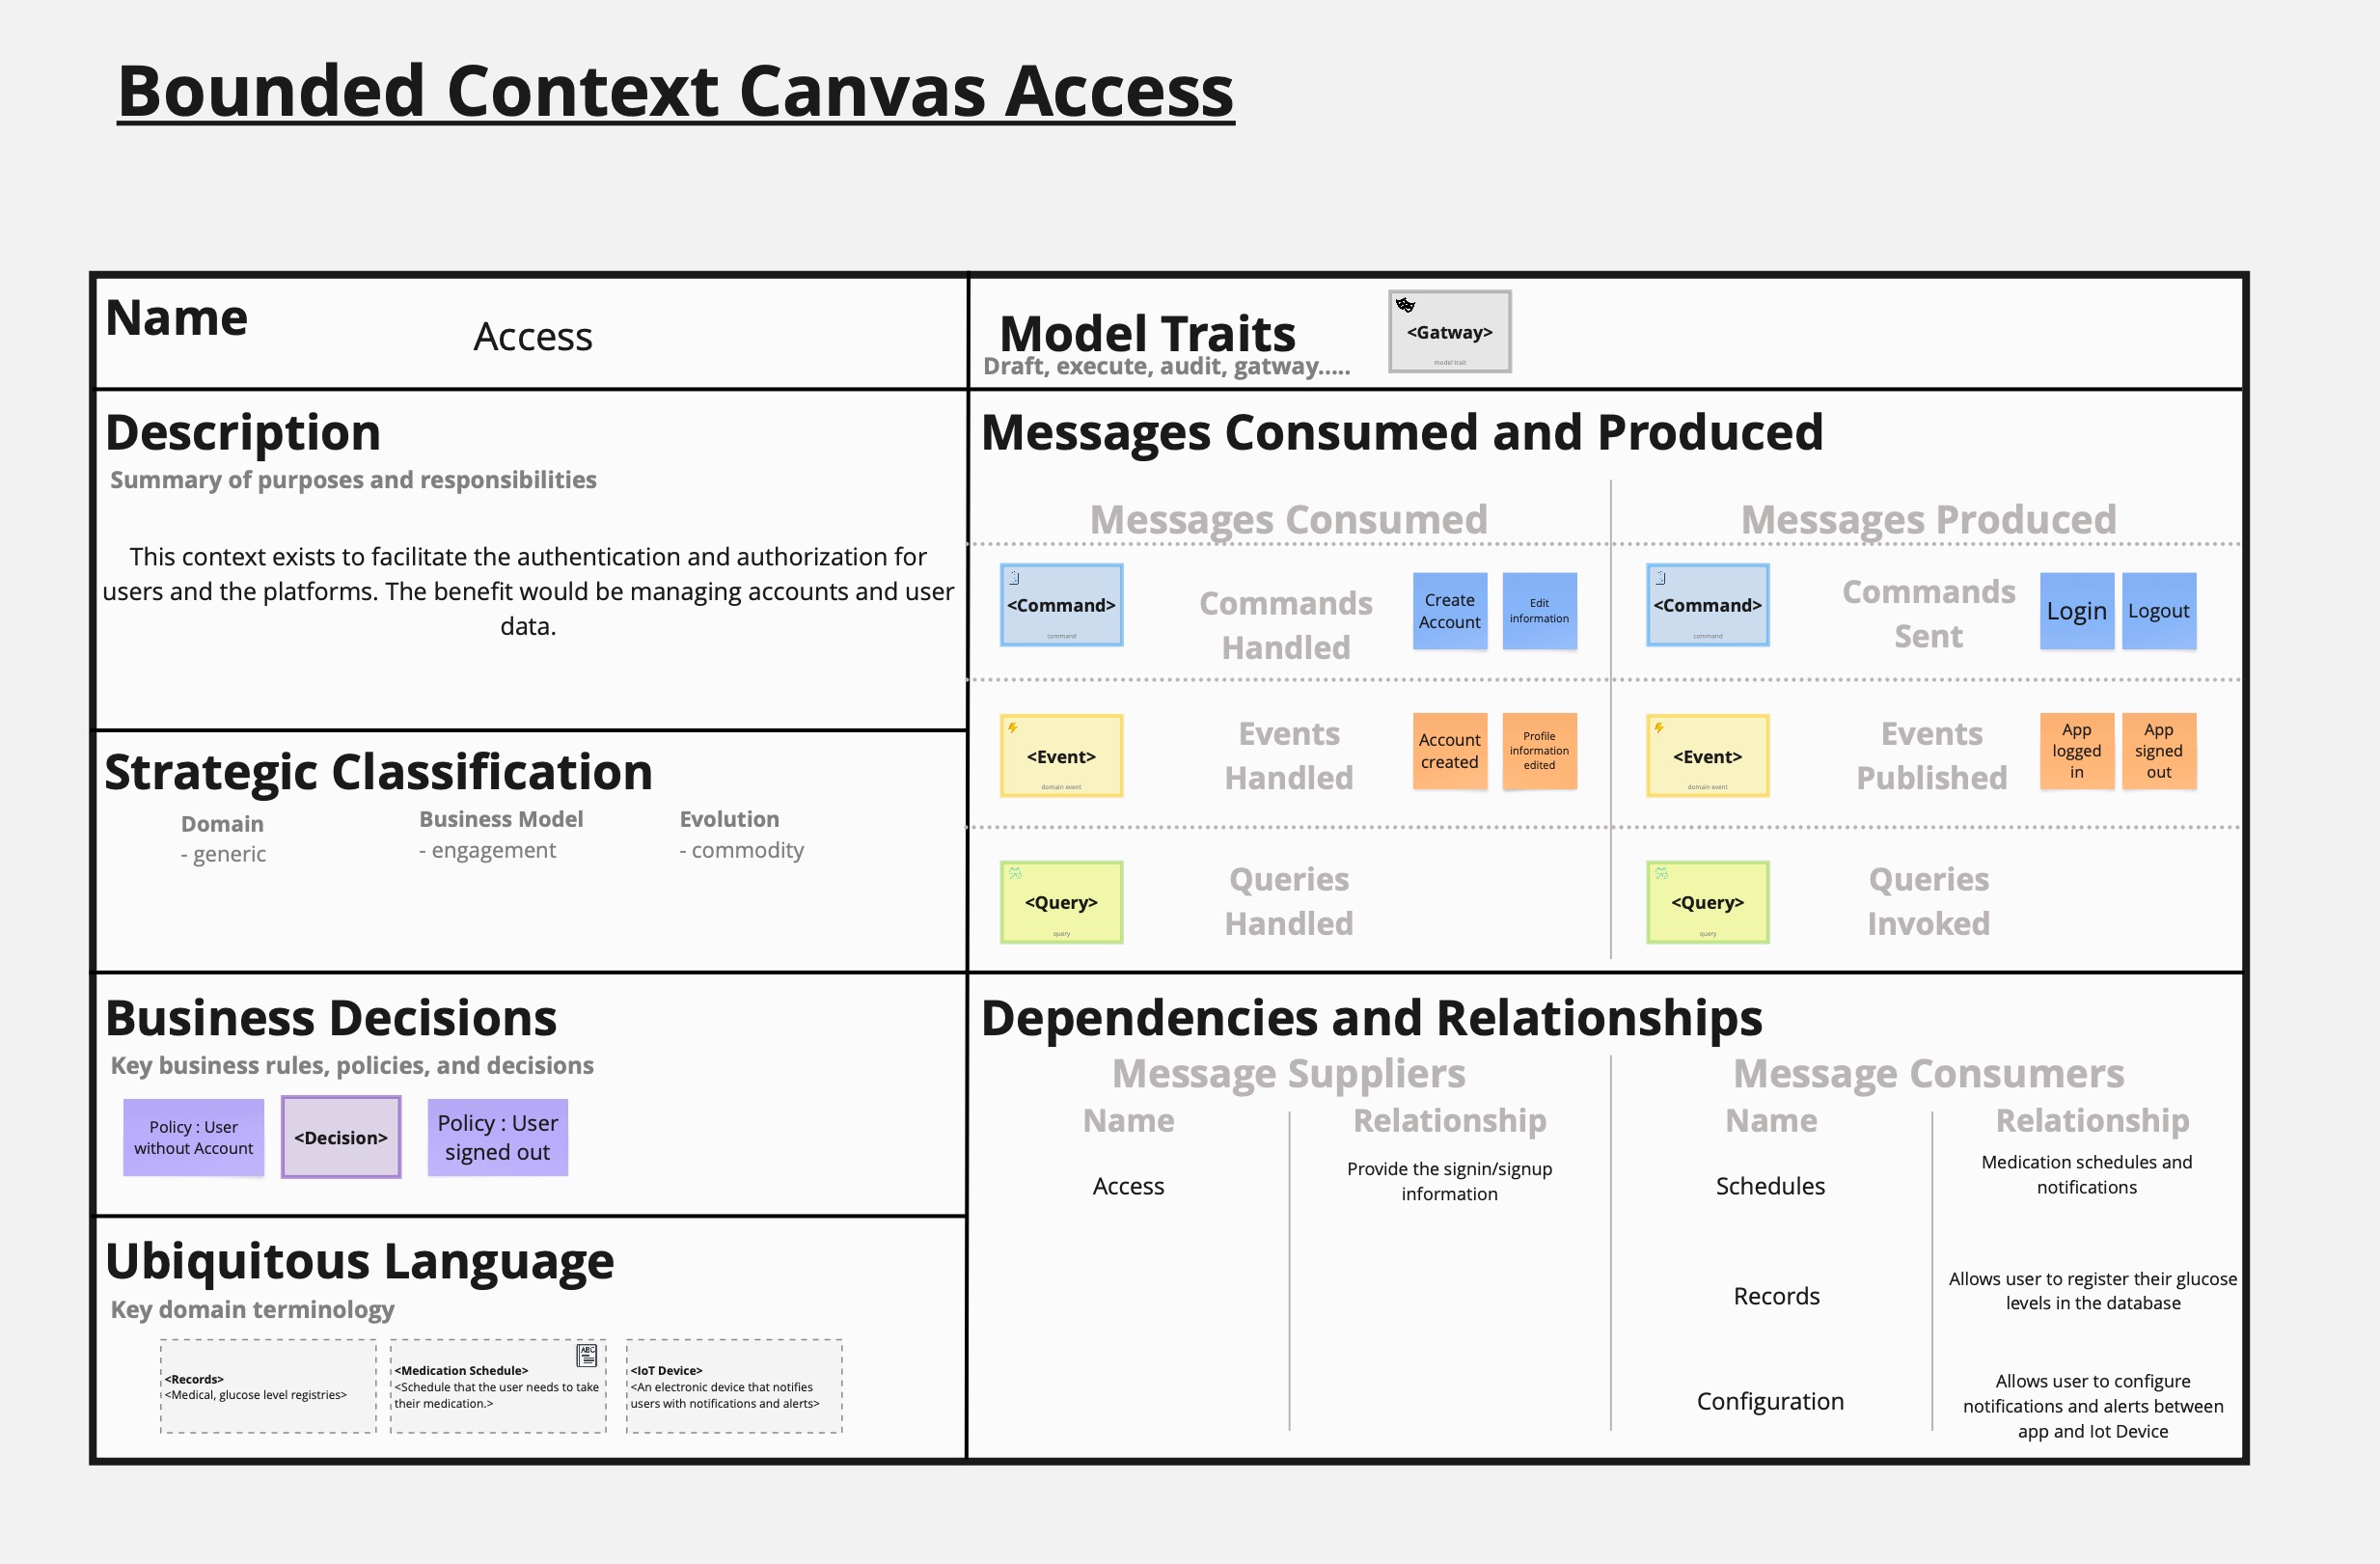 Bounded Context Canvas Access
Name
Access
Model Traits
Draft, execute, audit, gatway.....
<Gatway>
model trait
Description
Summary of purposes and responsibilities
This context exists to facilitate the authentication and authorization for
users and the platforms. The benefit would be managing accounts and user
data.
Strategic Classification
Domain
- generic
Business Model
- engagement
Evolution
- commodity
Messages Consumed and Produced
Messages Consumed
Messages Produced
<Command>
command
Commands
Handled
Create
Account
Edit
information
<Command>
command
Commands
Sent
Login
Logout
<Event>
domain event
Events
Handled
Account
created
Profile
information
edited
<Event>
domain event
Events
Published
App
logged
in
App
signed
out
<Query>
query
Queries
Handled
<Query>
query
Queries
Invoked
Business Decisions
Key business rules, policies, and decisions
Policy : User
without Account
<Decision>
Policy : User
signed out
Ubiquitous Language
Key domain terminology
<Records>
<Medical, glucose level registries>
ABC
<Medication Schedule>
<Schedule that the user needs to take
their medication.>
<IoT Device>
<An electronic device that notifies
users with notifications and alerts>
Dependencies and Relationships
Message Suppliers
Message Consumers
Name
Relationship
Name
Relationship
Access
Provide the signin/signup
information
Schedules
Medication schedules and
notifications
Records
Allows user to register their glucose
levels in the database
Configuration
Allows user to configure
notifications and alerts between
app and Iot Device